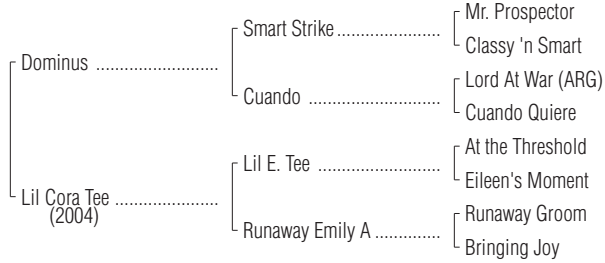 Mr. Prospector
Smart Strike ....................
Classy 'n Smart
Dominus ........................
Lord At War (ARG)
Cuando .........................
Cuando Quiere
At the Threshold
Lil E. Tee ........................
Eileen's Moment
Lil Cora Tee ....................
(2004)
Runaway Groom
Runaway Emily A .............
Bringing Joy